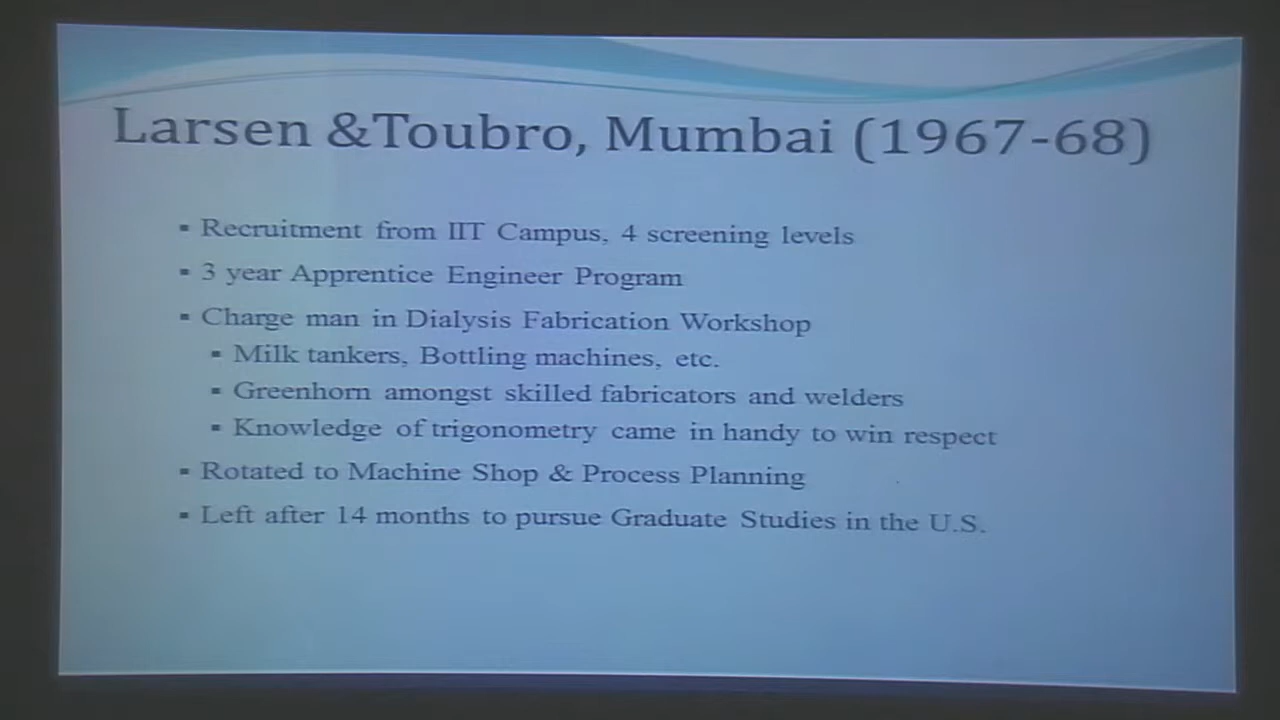 Larsen &Toubro, Mumbai (1967-68)
▪ Recruitment from IIT Campus, 4 screening levels
▪ 3 year Apprentice Engineer Program
▪ Charge man in Dialysis Fabrication Workshop
▪ Milk tankers, Bottling machines, etc.
▪ Greenhorn amongst skilled fabricators and welders
▪ Knowledge of trigonometry came in handy to win respect
▪ Rotated to Machine Shop & Process Planning
▪ Left after 14 months to pursue Graduate Studies in the U.S.